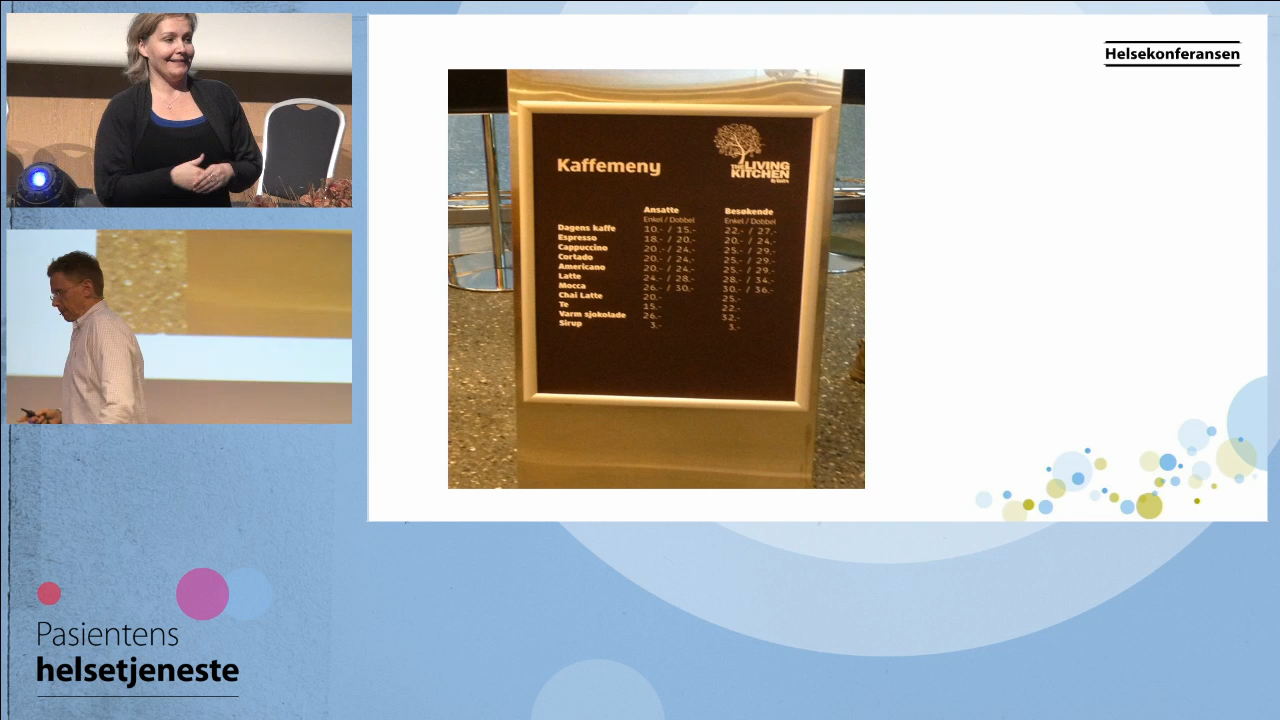 Helsekonferansen
Kaffemeny
THE LIVING
KITCHEN
Ansatte Besøkende
Enkel / Dobbel Enkel / Dobbel
Dagens kaffe 10.- / 15.- 22.- / 27.-
Espresso 18.- / 20.- 20.- / 24.-
Cappuccino 20.- / 24.- 25.- / 29.-
Cortado 20.- / 24.- 25.- / 29.-
Americano 20.- / 24.- 25.- / 29.-
Latte 24.- / 28.- 28.- / 34.-
Mocca 26.- / 30.- 30.- / 36.-
Chai Latte 20.- 25.-
Te 15.- 22.-
Varm sjokolade 26.- 32.-
Sirup 3.- 3.-
Pasientens
helsetjeneste